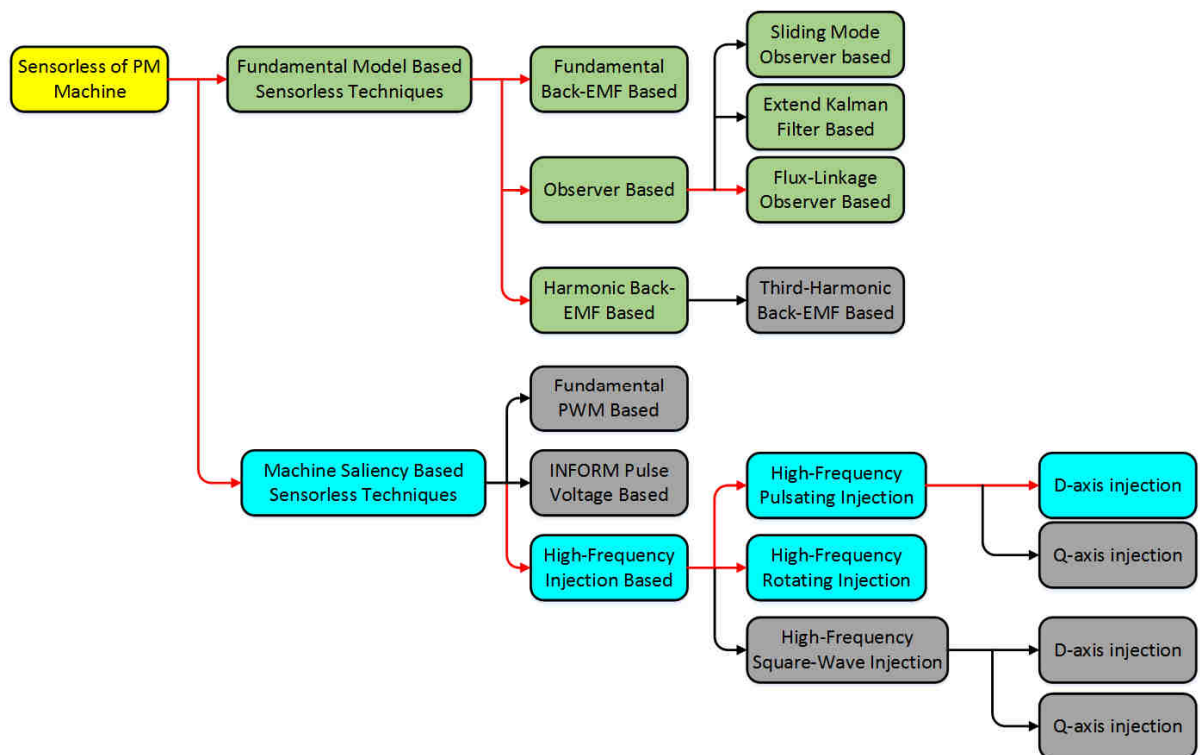 Sensorless of PM
Machine
Fundamental Model Based
Sensorless Techniques
Fundamental
Back-EMF Based
Sliding Mode
Observer based
Extend Kalman
Filter Based
Observer Based
Flux-Linkage
Observer Based
Harmonic Back-
EMF Based
Third-Harmonic
Back-EMF Based
Fundamental
PWM Based
Machine Saliency Based
Sensorless Techniques
INFORM Pulse
Voltage Based
High-Frequency
Injection Based
High-Frequency
Pulsating Injection
D-axis injection
Q-axis injection
High-Frequency
Rotating Injection
High-Frequency
Square-Wave Injection
D-axis injection
Q-axis injection